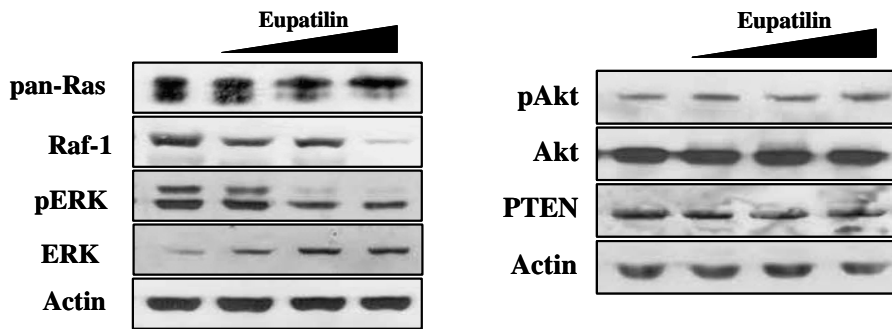 Eupatilin
pan-Ras
Raf-1
pERK
ERK
Actin
Eupatilin
pAkt
Akt
PTEN
Actin